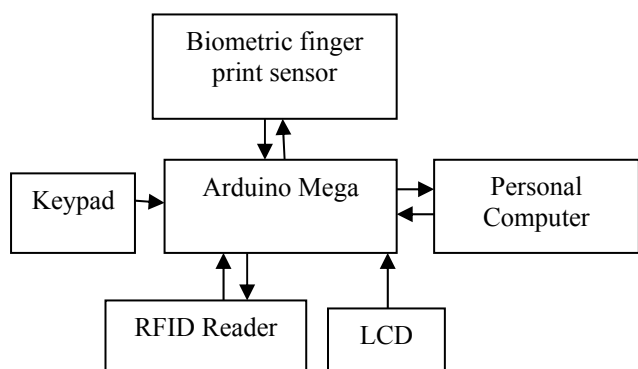 Biometric finger
print sensor
Keypad
Arduino Mega
Personal
Computer
RFID Reader
LCD